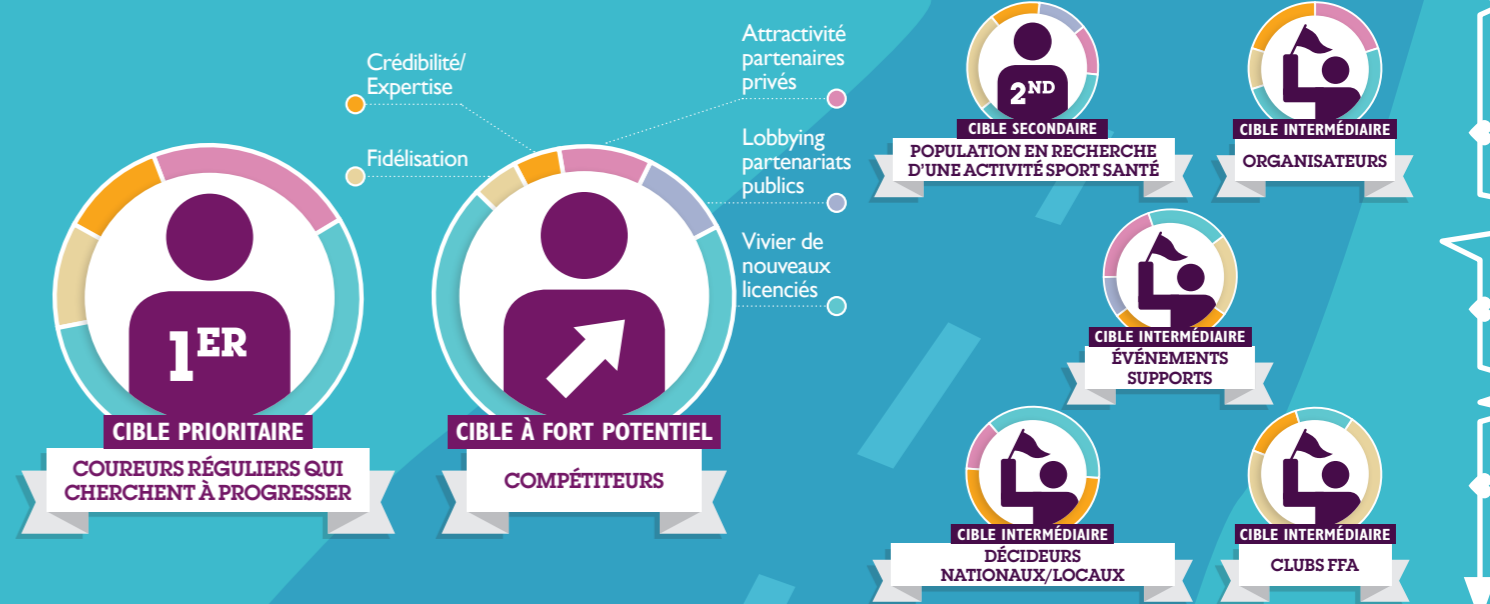 Crédibilité/
Expertise
Fidélisation
Attractivité
partenaires
privés
Lobbying
partenariats
publics
Vivier de
nouveaux
licenciés
1ER
CIBLE PRIORITAIRE
COUREURS RÉGULIERS QUI
CHERCHENT À PROGRESSER
CIBLE À FORT POTENTIEL
COMPÉTITEURS
2ND
CIBLE SECONDAIRE
POPULATION EN RECHERCHE
D'UNE ACTIVITÉ SPORT SANTÉ
CIBLE INTERMÉDIAIRE
ORGANISATEURS
CIBLE INTERMÉDIAIRE
ÉVÉNEMENTS
SUPPORTS
CIBLE INTERMÉDIAIRE
DÉCIDEURS
NATIONAUX/LOCAUX
CIBLE INTERMÉDIAIRE
CLUBS FFA